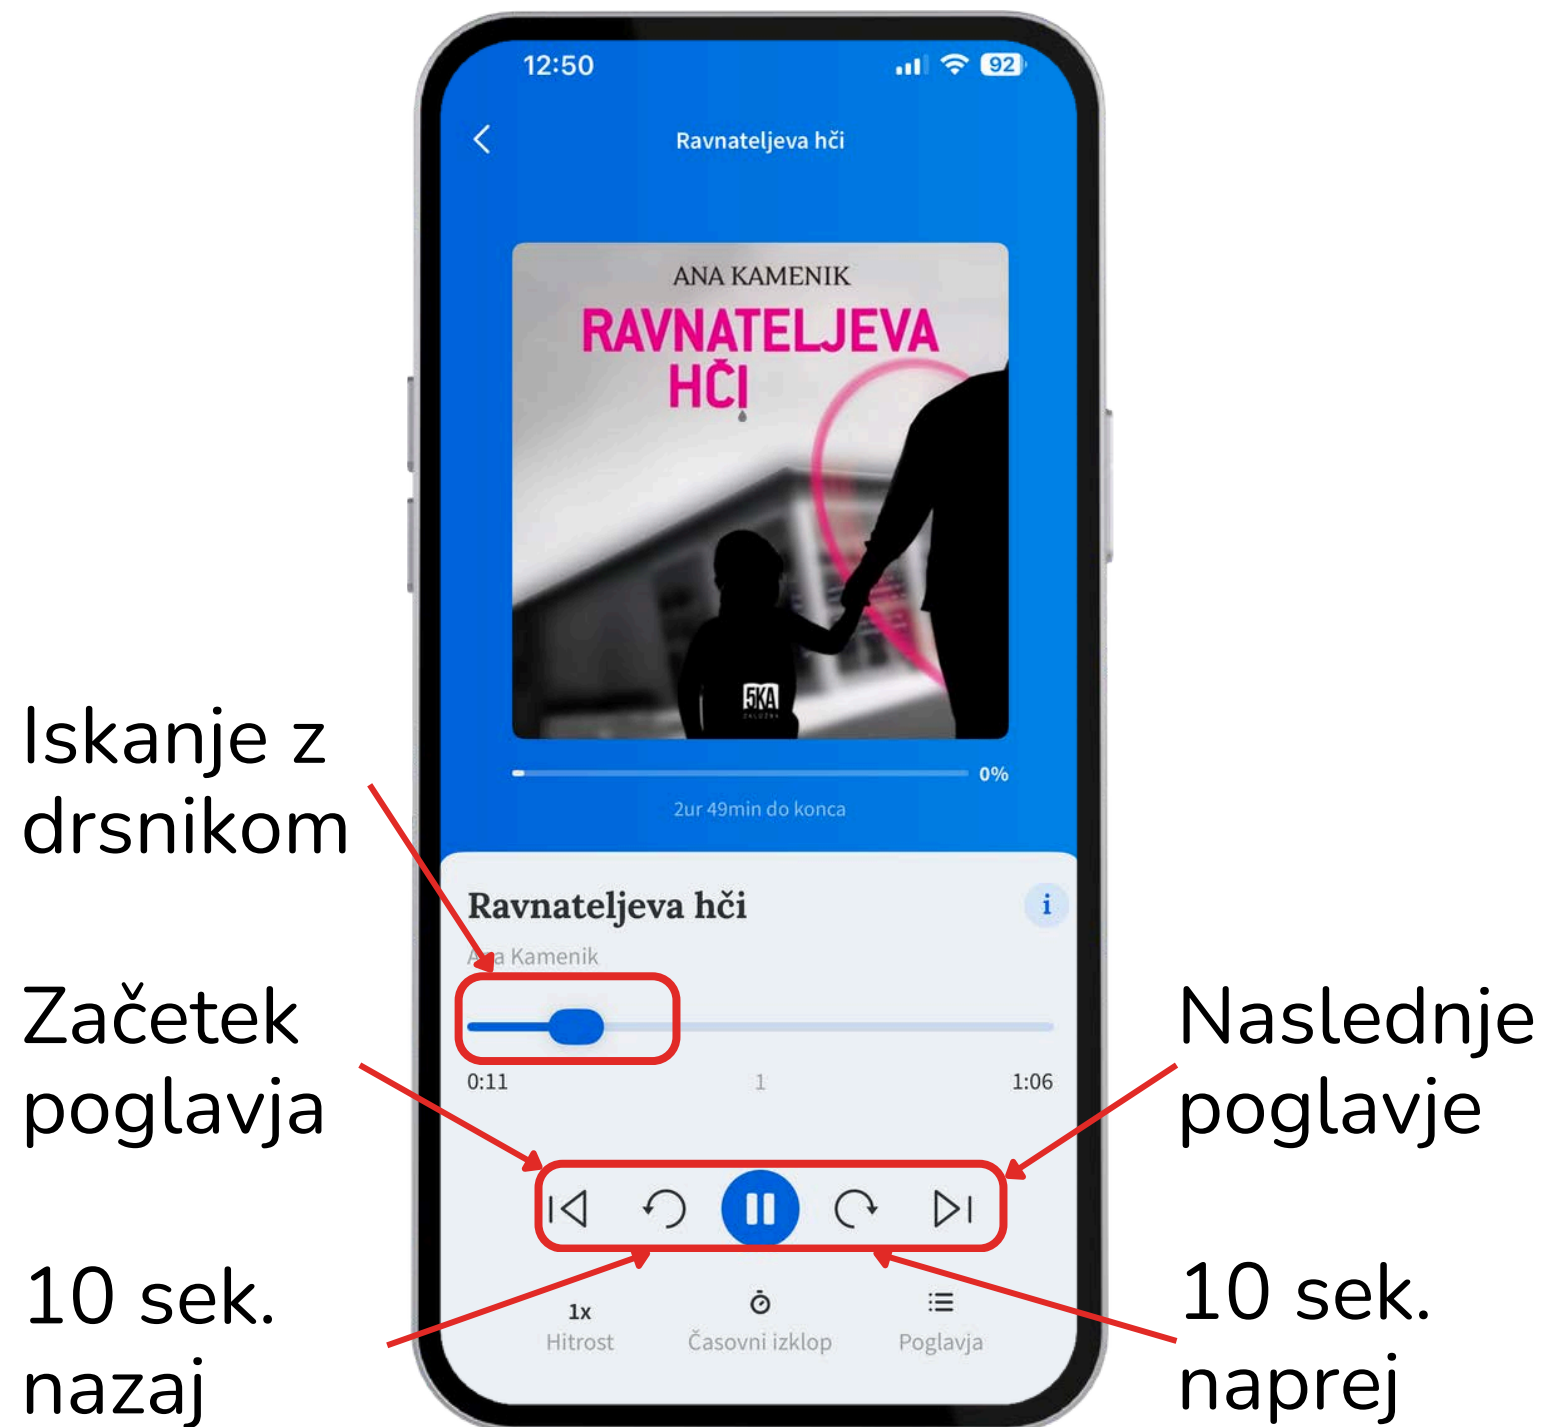 12:50
92
Ravnateljeva hči
ANA KAMENIK
RAVNATELJEVA
HČI
5KA
ZALOŽBA
0%
2ur 49min do konca
Iskanje z
drsnikom
Ravnateljeva hči
i
Ana Kamenik
0:11
1
1:06
Začetek
poglavja
Naslednje
poglavje
10 sek.
nazaj
10 sek.
naprej
1x
Hitrost
Časovni izklop
Poglavja